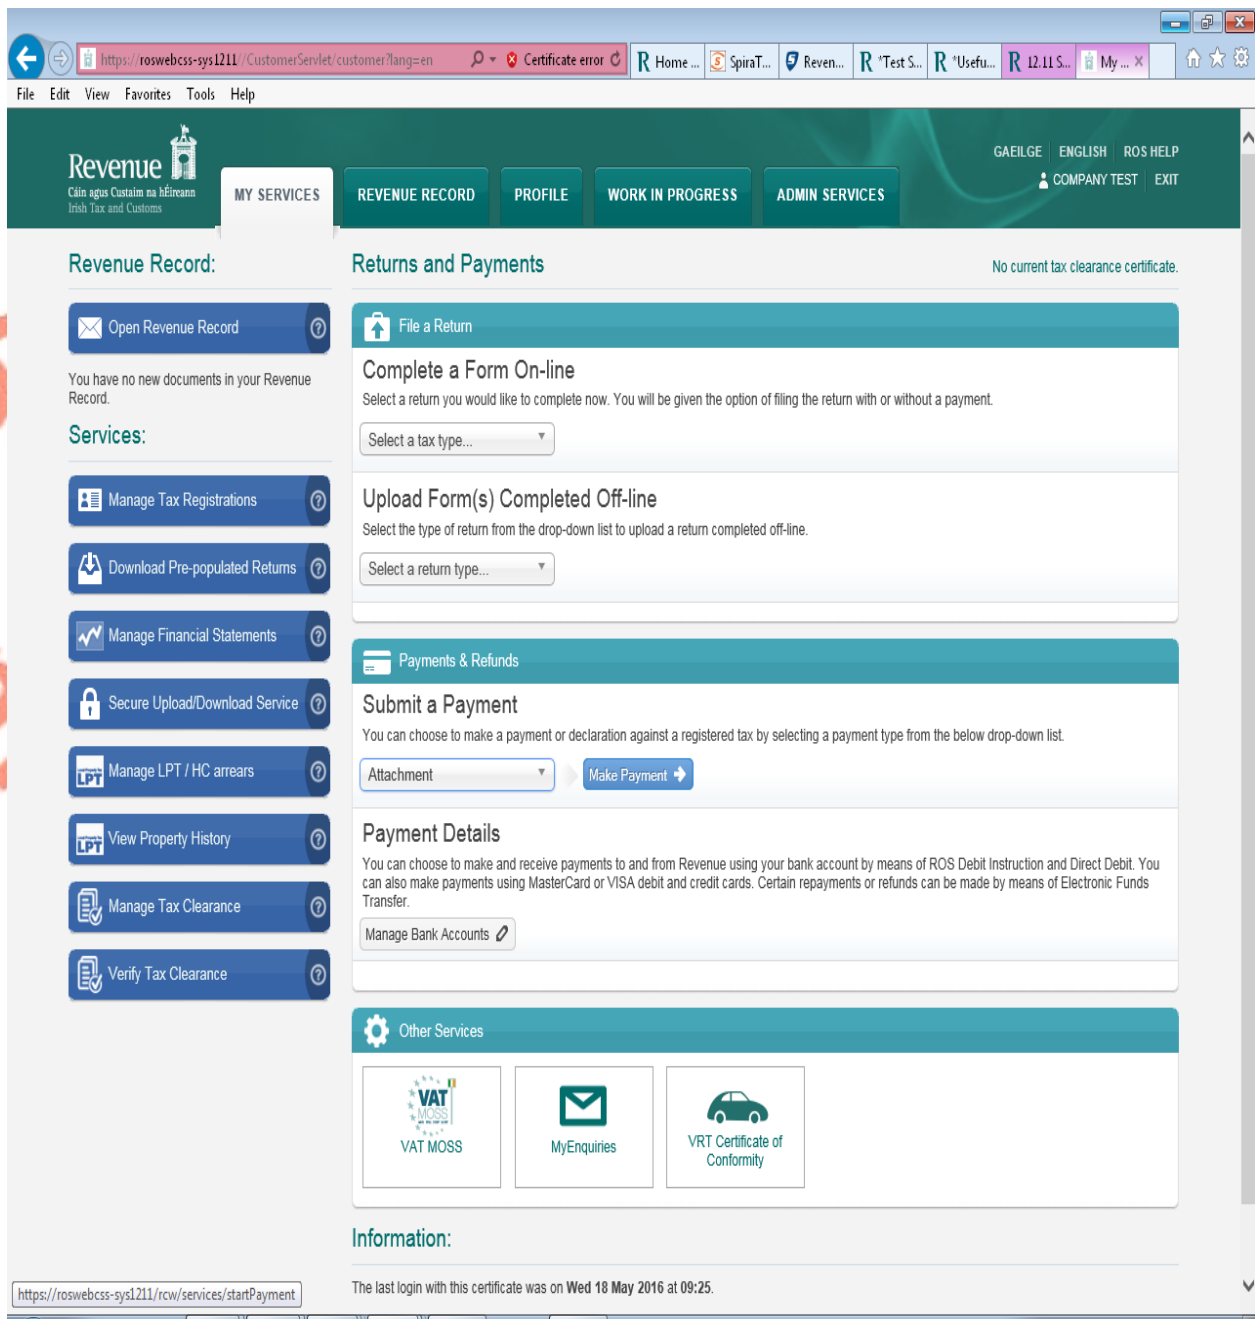 https://roswebcss-sys1211//CustomerServlet/customer?lang=en
Certificate error
Home ...
SpiraT...
Reven...
*Test S...
*Usefu...
12.11 S...
My ...
File Edit View Favorites Tools Help
GAEILGE ENGLISH ROS HELP
COMPANY TEST EXIT
Revenue
Cáin agus Custaim na hÉireann
Irish Tax and Customs
MY SERVICES
REVENUE RECORD
PROFILE
WORK IN PROGRESS
ADMIN SERVICES
Revenue Record:
Open Revenue Record
You have no new documents in your Revenue
Record.
Services:
Manage Tax Registrations
Download Pre-populated Returns
Manage Financial Statements
Secure Upload/Download Service
LPT
Manage LPT / HC arrears
LPT
View Property History
Manage Tax Clearance
Verify Tax Clearance
Returns and Payments
No current tax clearance certificate.
File a Return
Complete a Form On-line
Select a return you would like to complete now. You will be given the option of filing the return with or without a payment.
Select a tax type...
Upload Form(s) Completed Off-line
Select the type of return from the drop-down list to upload a return completed off-line.
Select a return type...
Payments & Refunds
Submit a Payment
You can choose to make a payment or declaration against a registered tax by selecting a payment type from the below drop-down list.
Attachment
Make Payment
Payment Details
You can choose to make and receive payments to and from Revenue using your bank account by means of ROS Debit Instruction and Direct Debit. You
can also make payments using MasterCard or VISA debit and credit cards. Certain repayments or refunds can be made by means of Electronic Funds
Transfer.
Manage Bank Accounts
Other Services
VAT
MOSS
VAT MOSS
MyEnquiries
VRT Certificate of
Conformity
Information:
The last login with this certificate was on Wed 18 May 2016 at 09:25.
https://roswebcss-sys1211/rcw/services/startPayment